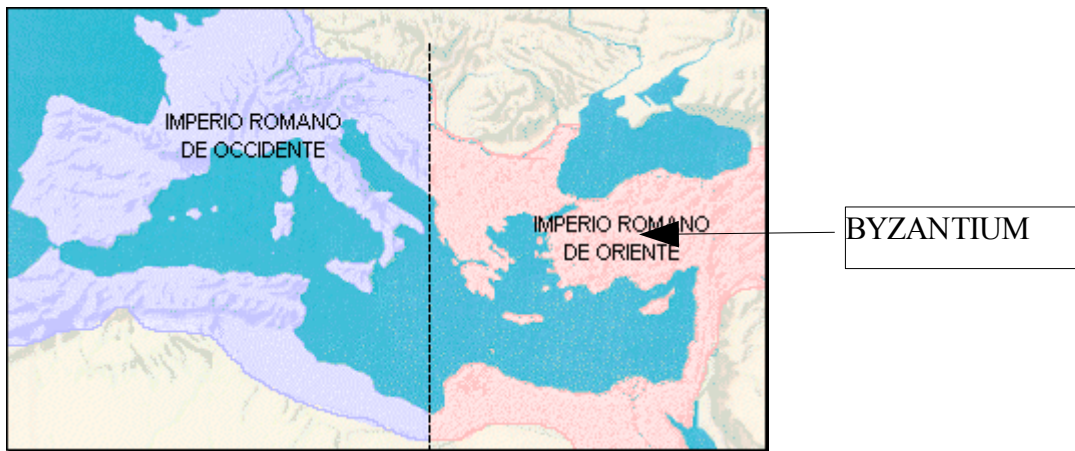 IMPERIO ROMANO
DE OCCIDENTE
IMPERIO ROMANO
DE ORIENTE
BYZANTIUM